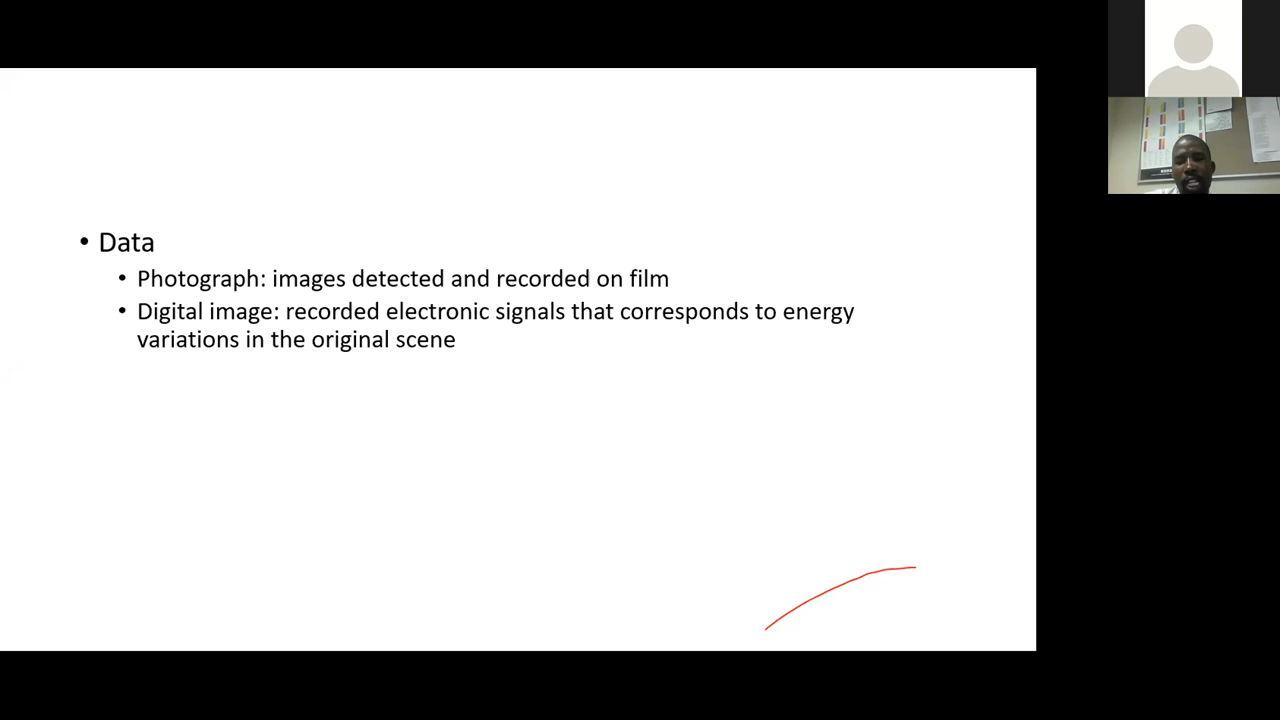 • Data
• Photograph: images detected and recorded on film
• Digital image: recorded electronic signals that corresponds to energy
variations in the original scene